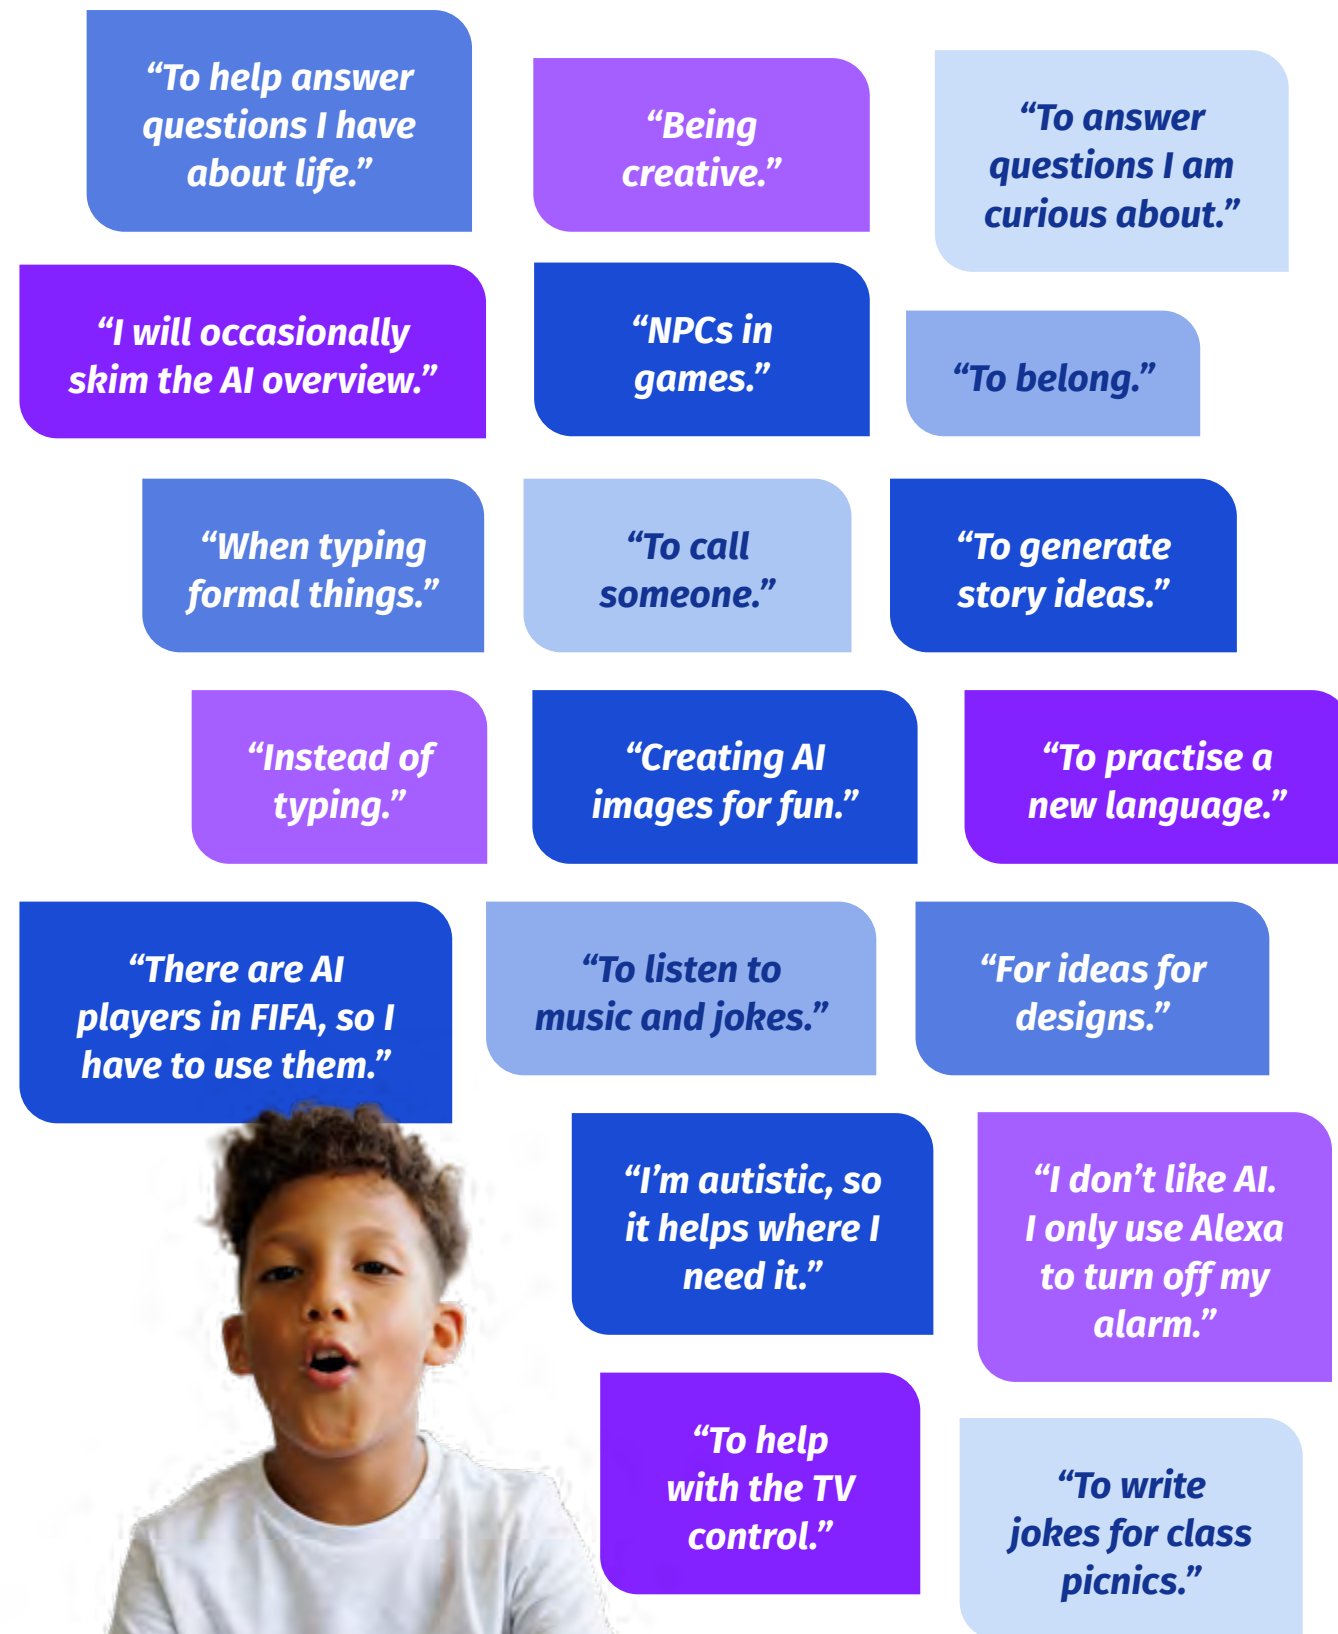 “To help answer
questions I have
about life.”
“Being
creative.”
“To answer
questions I am
curious about.”
“I will occasionally
skim the AI overview.”
“NPCs in
games.”
“To belong.”
“When typing
formal things.”
“To call
someone.”
“To generate
story ideas.”
“Instead of
typing.”
“Creating AI
images for fun.”
“To practise a
new language.”
“There are AI
players in FIFA, so I
have to use them.”
“To listen to
music and jokes.”
“For ideas for
designs.”
“I’m autistic, so
it helps where I
need it.”
“I don’t like AI.
I only use Alexa
to turn off my
alarm.”
“To help
with the TV
control.”
“To write
jokes for class
picnics.”